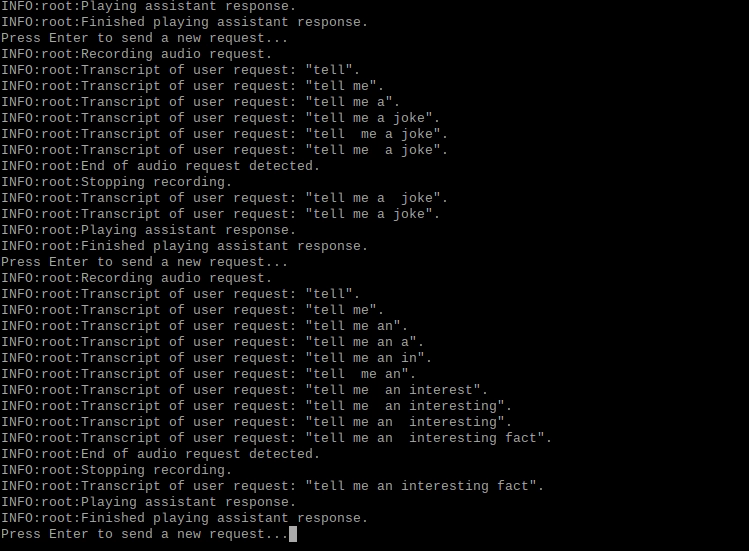 INFO:root:Playing assistant response.
INFO:root:Finished playing assistant response.
Press Enter to send a new request...
INFO:root:Recording audio request.
INFO:root:Transcript of user request: "tell".
INFO:root:Transcript of user request: "tell me".
INFO:root:Transcript of user request: "tell me a".
INFO:root:Transcript of user request: "tell me a joke".
INFO:root:Transcript of user request: "tell  me a joke".
INFO:root:Transcript of user request: "tell me  a joke".
INFO:root:End of audio request detected.
INFO:root:Stopping recording.
INFO:root:Transcript of user request: "tell me a  joke".
INFO:root:Transcript of user request: "tell me a joke".
INFO:root:Playing assistant response.
INFO:root:Finished playing assistant response.
Press Enter to send a new request...
INFO:root:Recording audio request.
INFO:root:Transcript of user request: "tell".
INFO:root:Transcript of user request: "tell me".
INFO:root:Transcript of user request: "tell me an".
INFO:root:Transcript of user request: "tell me an a".
INFO:root:Transcript of user request: "tell me an in".
INFO:root:Transcript of user request: "tell  me an".
INFO:root:Transcript of user request: "tell me  an interest".
INFO:root:Transcript of user request: "tell me  an interesting".
INFO:root:Transcript of user request: "tell me an  interesting".
INFO:root:Transcript of user request: "tell me an  interesting fact".
INFO:root:End of audio request detected.
INFO:root:Stopping recording.
INFO:root:Transcript of user request: "tell me an interesting fact".
INFO:root:Playing assistant response.
INFO:root:Finished playing assistant response.
Press Enter to send a new request...